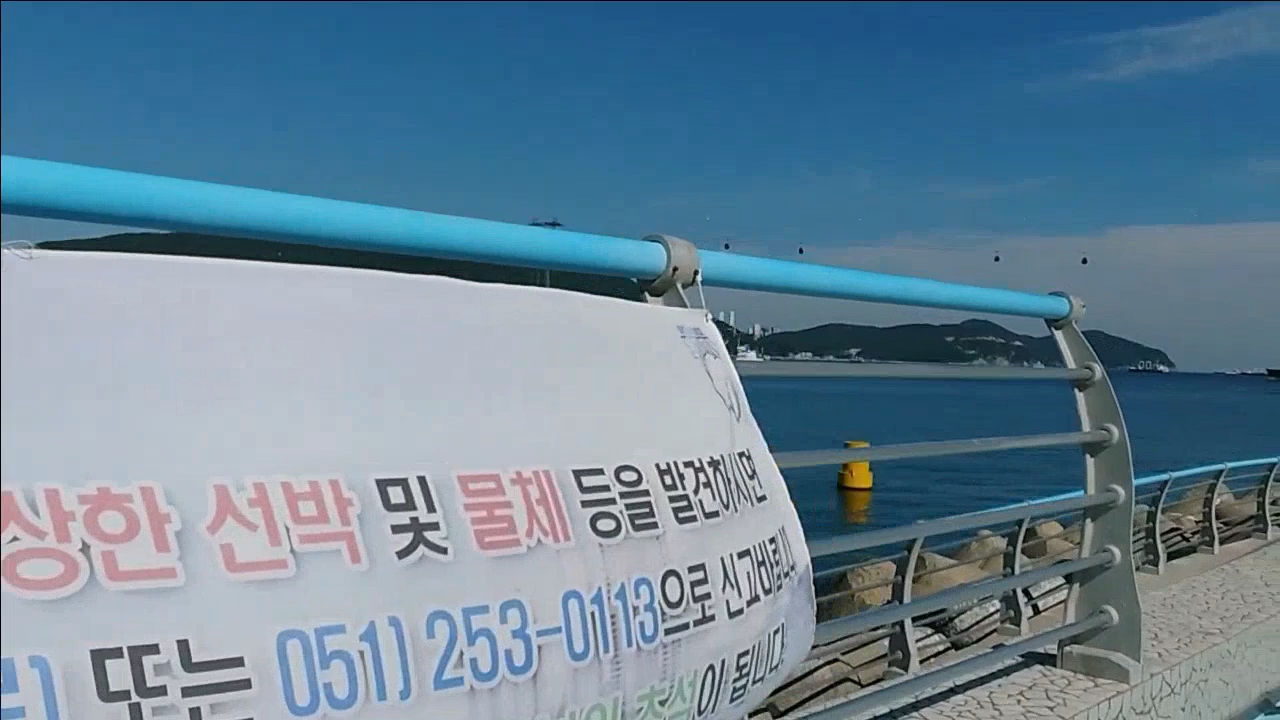 상한 선박 및 물체 등을 발견하시면
또는 051) 253-0113으로 신고바랍니다
이 됩니다